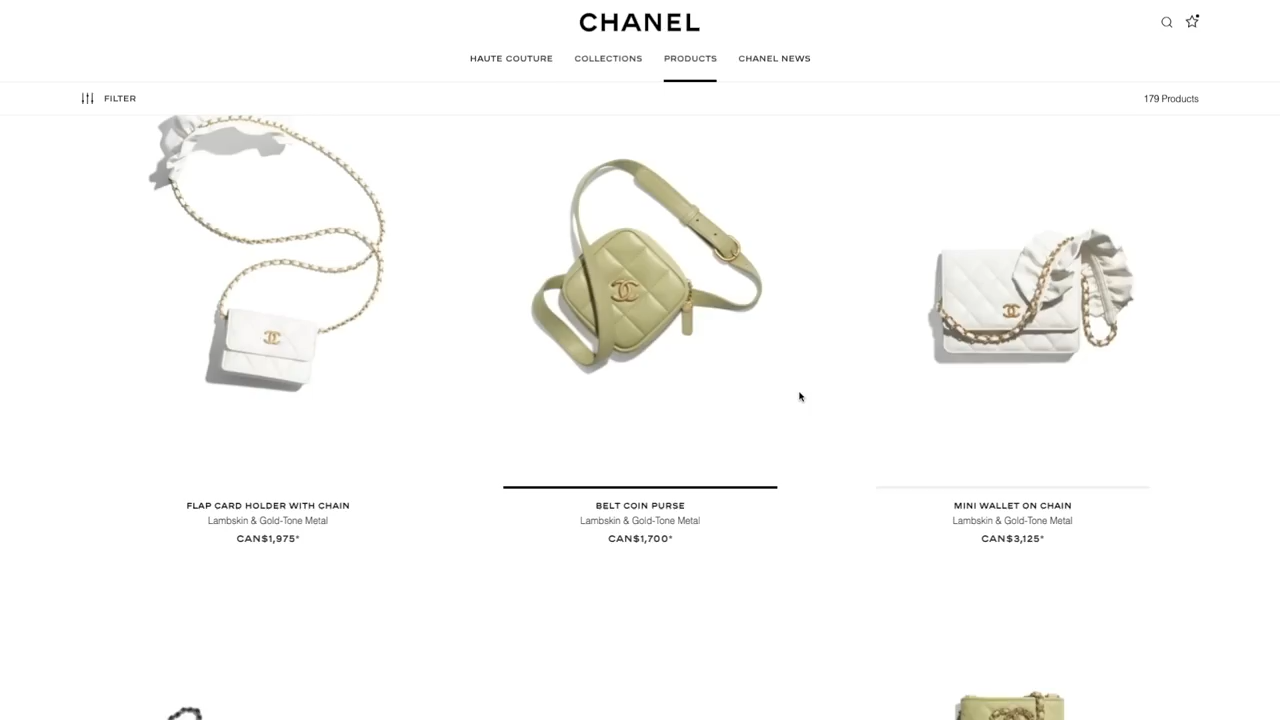 CHANEL
HAUTE COUTURE COLLECTIONS PRODUCTS CHANEL NEWS
FILTER 179 Products
FLAP CARD HOLDER WITH CHAIN
Lambskin & Gold-Tone Metal
CAN$1,975*
BELT COIN PURSE
Lambskin & Gold-Tone Metal
CAN$1,700*
MINI WALLET ON CHAIN
Lambskin & Gold-Tone Metal
CAN$3,125*